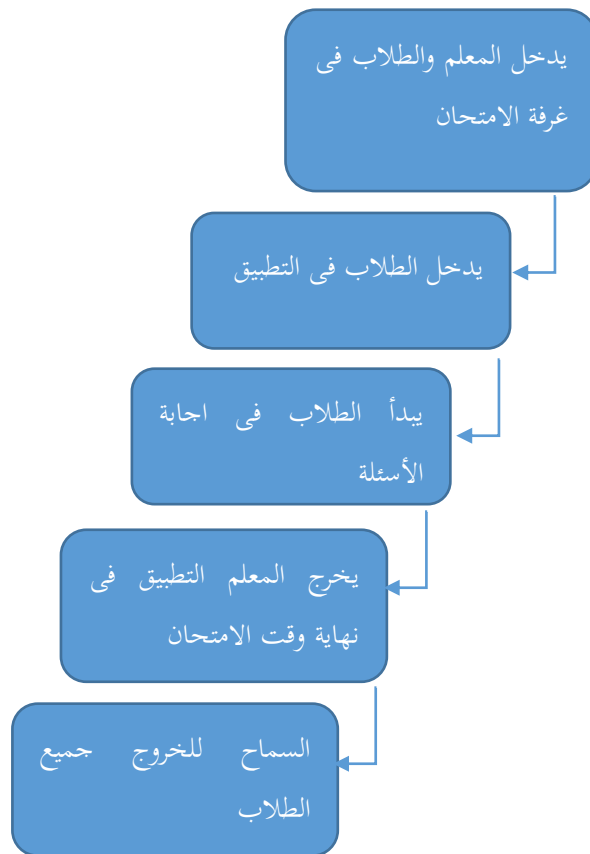 يدخل المعلم والطلاب فى
غرفة الامتحان
يدخل الطلاب فى التطبيق
يبدأ الطلاب فى اجابة
الأسئلة
يخرج المعلم التطبيق فى
نهاية وقت الامتحان
السماح للخروج جميع
الطلاب